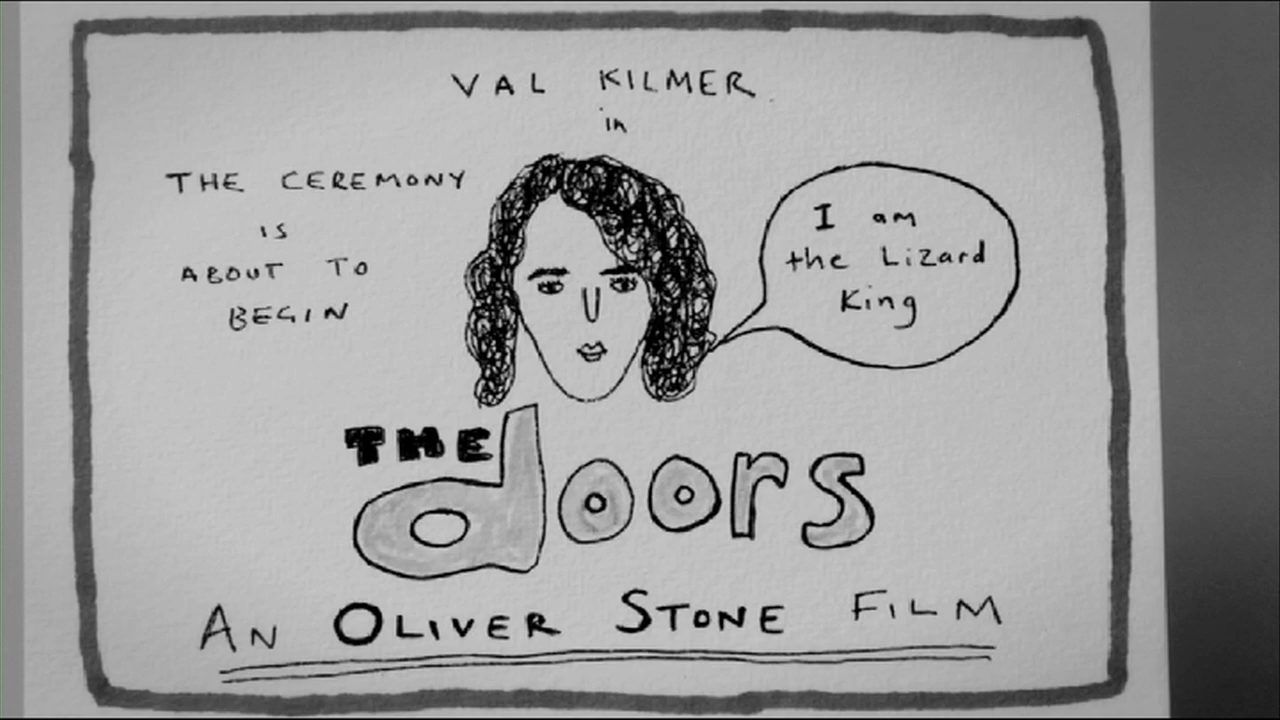 VAL KILMER
in
THE CEREMONY
IS
ABOUT TO
BEGIN
I am
the Lizard
King
THE
doors
AN OLIVER STONE FILM